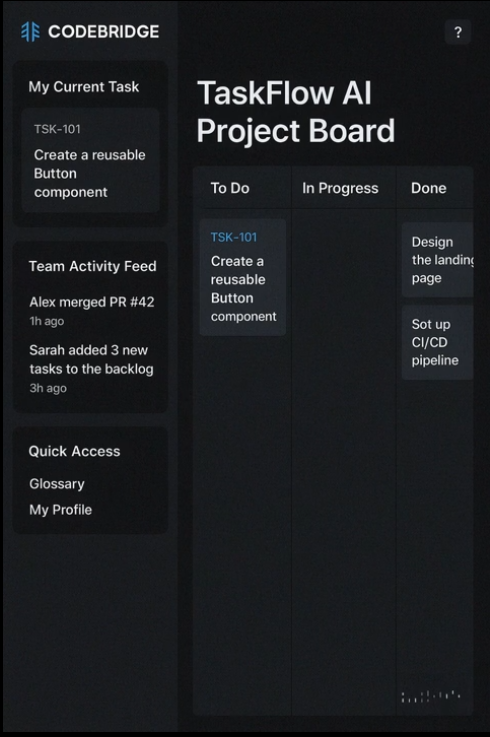 CODEBRIDGE
?
My Current Task
TSK-101
Create a reusable
Button
component
Team Activity Feed
Alex merged PR #42
1h ago
Sarah added 3 new
tasks to the backlog
3h ago
Quick Access
Glossary
My Profile
TaskFlow AI
Project Board
To Do
In Progress
Done
TSK-101
Create a
reusable
Button
component
Design
the landing
page
Sot up
CI/CD
pipeline